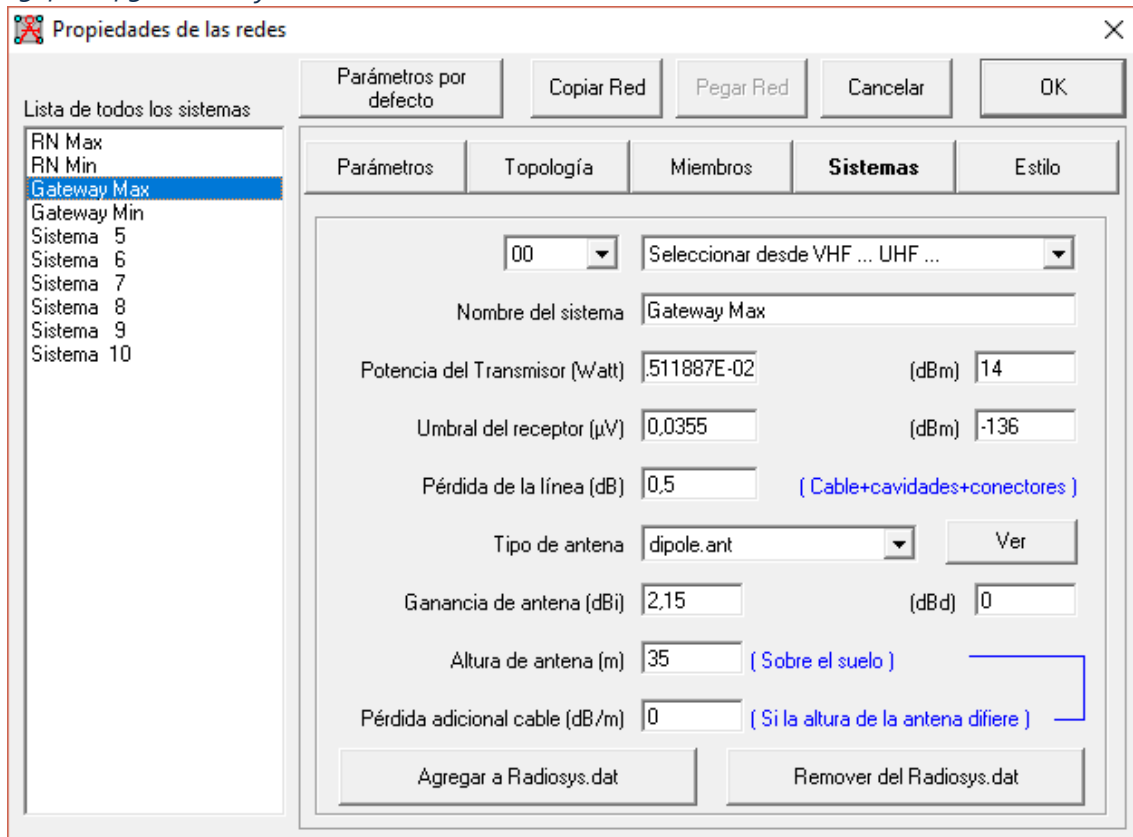 Propiedades de las redes
Parámetros por defecto
Copiar Red
Pegar Red
Cancelar
OK
Lista de todos los sistemas
RN Max
RN Min
Gateway Max
Gateway Min
Sistema 5
Sistema 6
Sistema 7
Sistema 8
Sistema 9
Sistema 10
Parámetros
Topología
Miembros
Sistemas
Estilo
00
Seleccionar desde VHF ... UHF ...
Nombre del sistema Gateway Max
Potencia del Transmisor (Watt) .511887E-02 (dBm) 14
Umbral del receptor (µV) 0,0355 (dBm) -136
Pérdida de la línea (dB) 0,5 ( Cable+cavidades+conectores )
Tipo de antena dipole.ant Ver
Ganancia de antena (dBi) 2,15 (dBd) 0
Altura de antena (m) 35 ( Sobre el suelo )
Pérdida adicional cable (dB/m) 0 ( Si la altura de la antena difiere )
Agregar a Radiosys.dat
Remover del Radiosys.dat